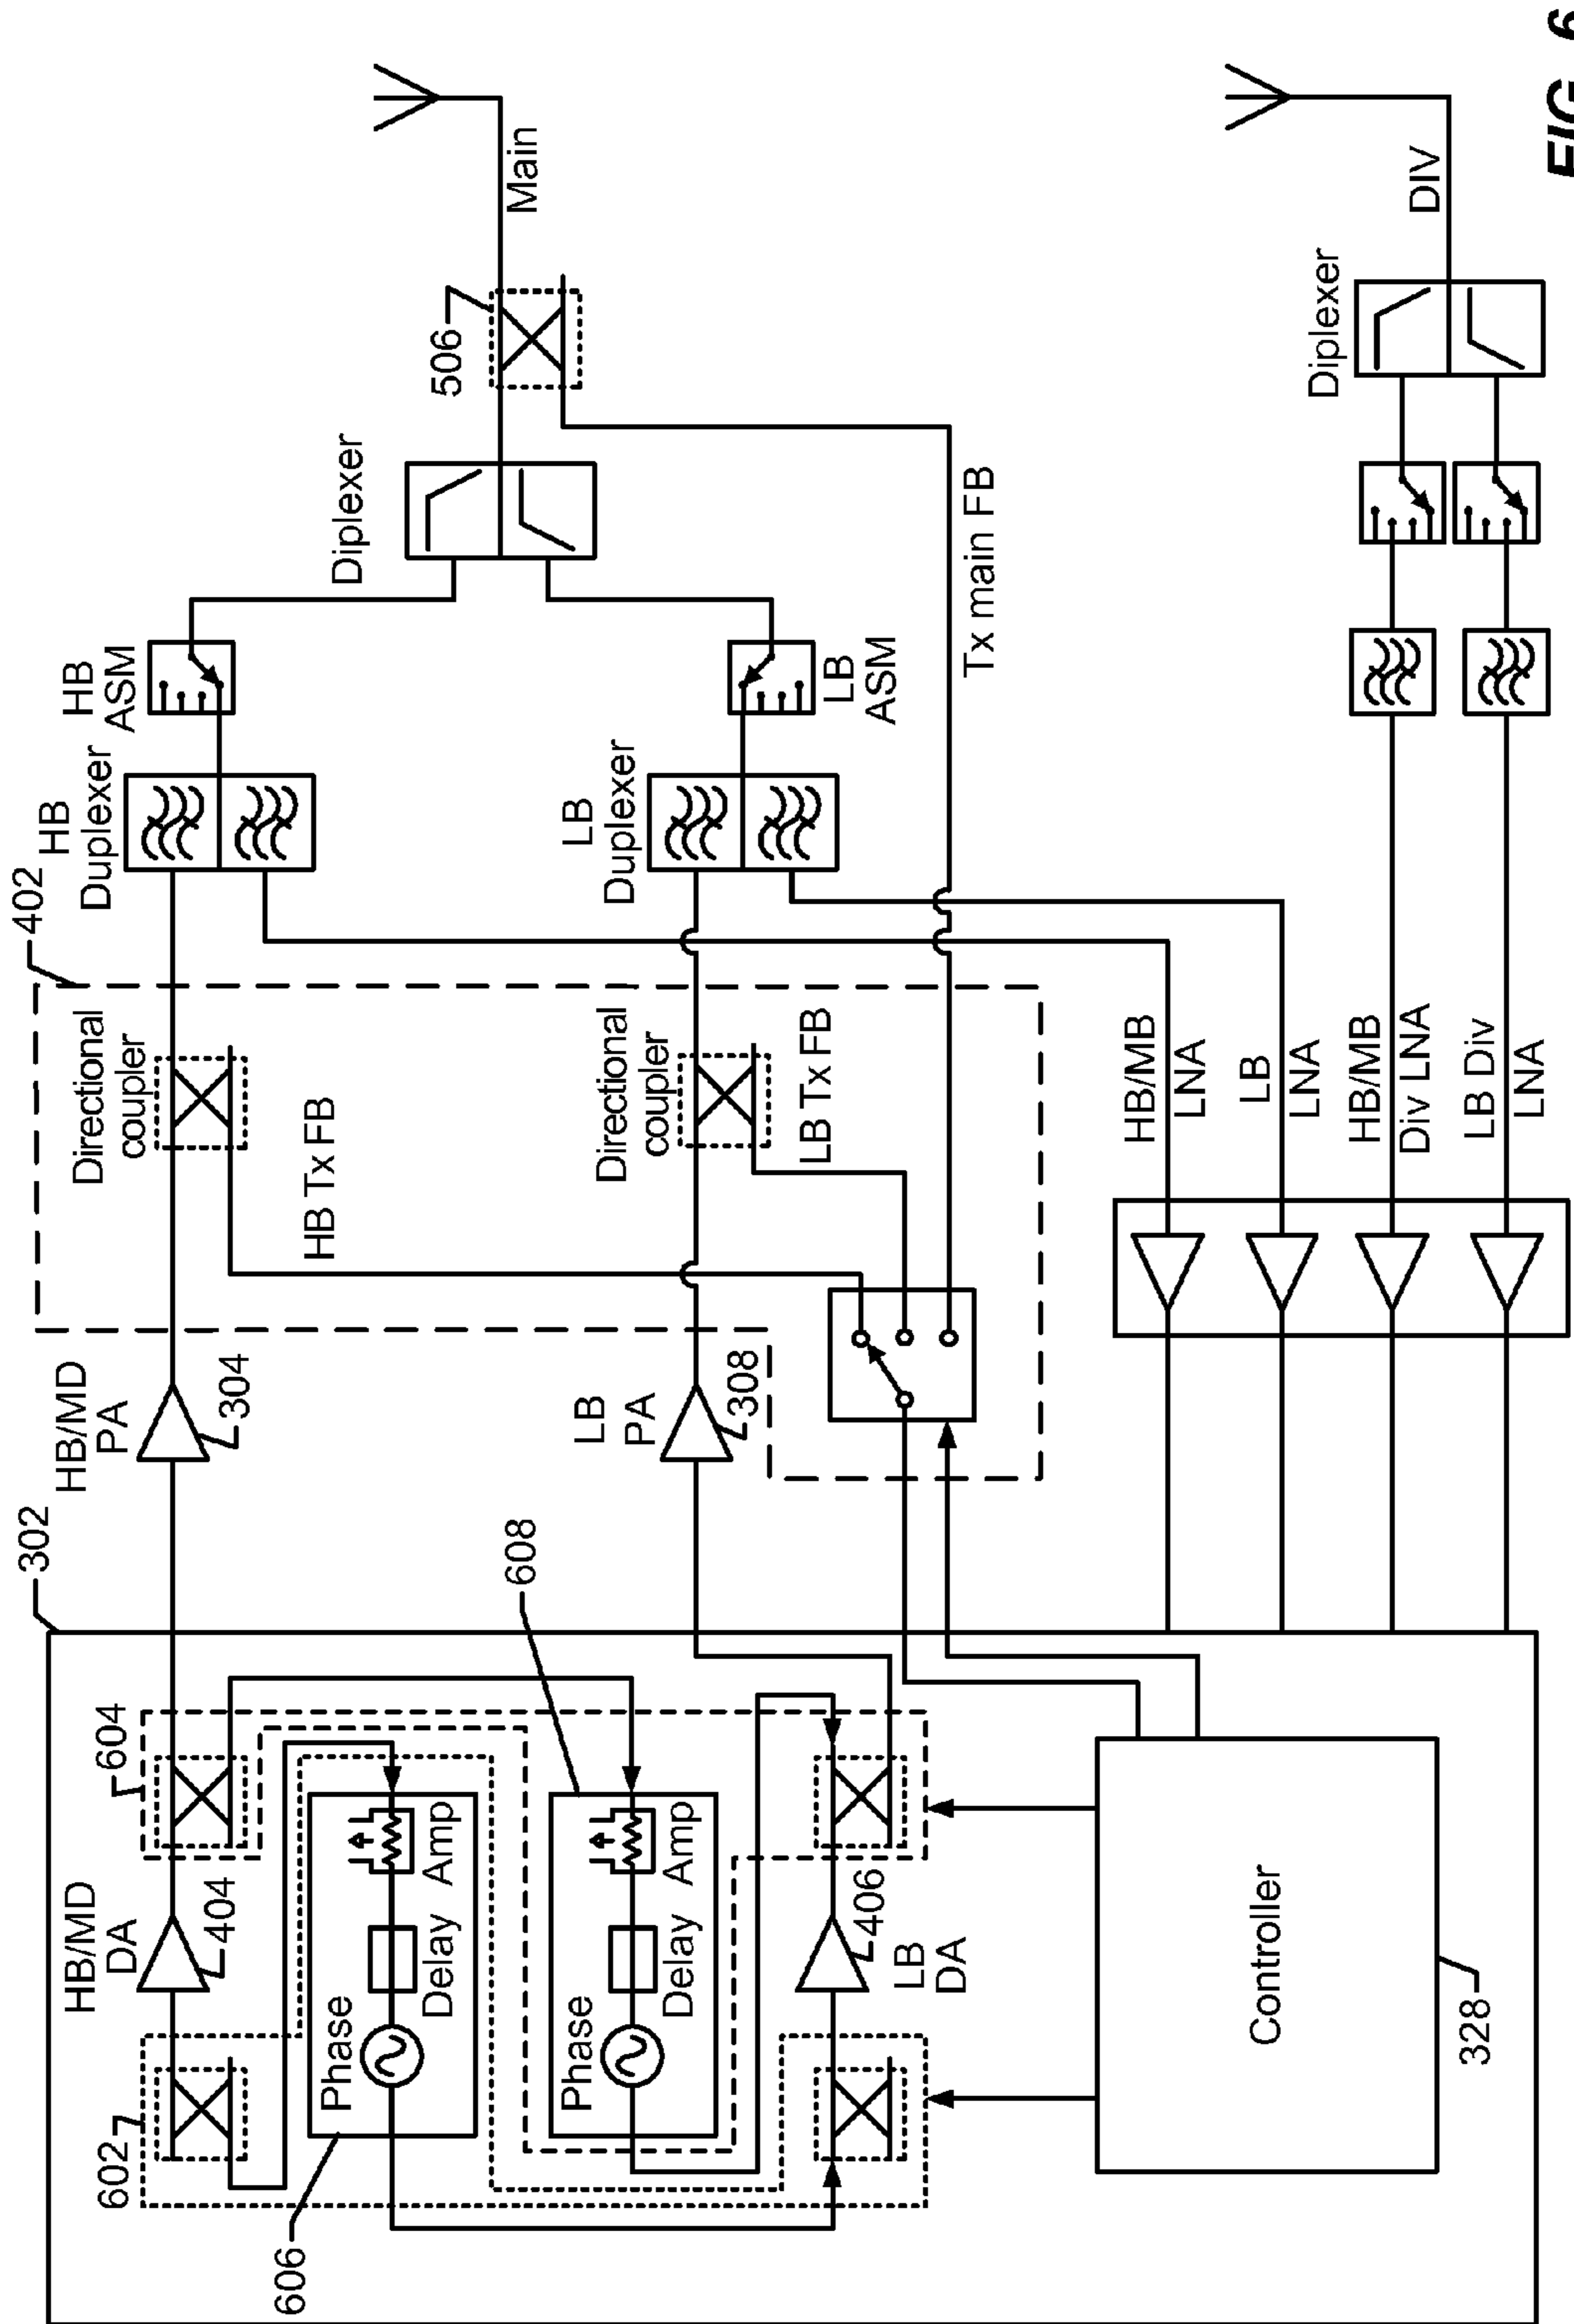 302
402
602
604
HB/MD
DA
404
HB/MD
PA
304
Directional
coupler
HB
Duplexer
HB
ASM
606
Phase
Delay
Amp
HB Tx FB
Diplexer
506
Main
608
Phase
Delay
Amp
LB
PA
308
Directional
coupler
LB Tx FB
LB
Duplexer
LB
ASM
406
LB
DA
Tx main FB
Controller
328
HB/MB
LNA
LB
LNA
HB/MB
Div LNA
LB Div
LNA
Diplexer
DIV
FIG. 6